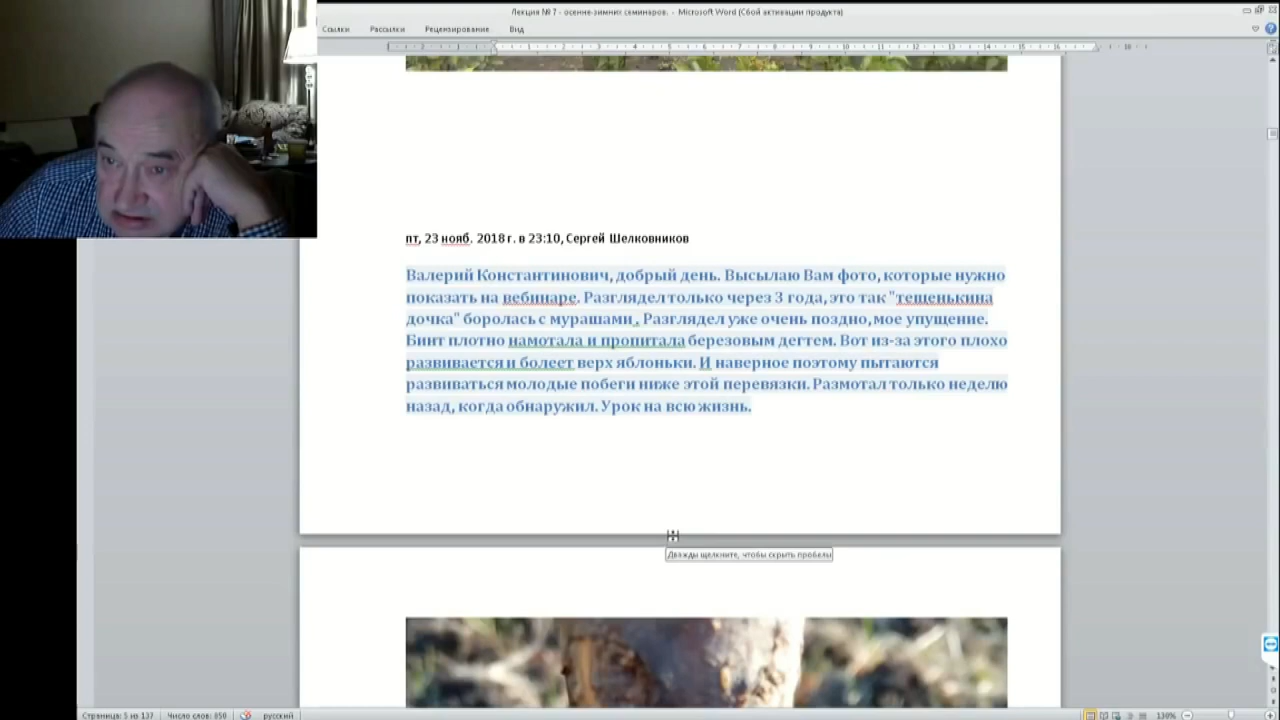 Лекция № 7 - осенне-зимних семинаров. - Microsoft Word (Сбой активации продукта)
Ссылки Рассылки Рецензирование Вид
пт, 23 нояб. 2018 г. в 23:10, Сергей Шелковников
Валерий Константинович, добрый день. Высылаю Вам фото, которые нужно
показать на вебинаре. Разглядел только через 3 года, это так "тещенькина
дочка" боролась с мурашами . Разглядел уже очень поздно, мое упущение.
Бинт плотно намотала и пропитала березовым дегтем. Вот из-за этого плохо
развивается и болеет верх яблоньки. И наверное поэтому пытаются
развиваться молодые побеги ниже этой перевязки. Размотал только неделю
назад, когда обнаружил. Урок на всю жизнь.
Дважды щелкните, чтобы скрыть пробелы
Страница: 5 из 137 Число слов: 850 русский 130%